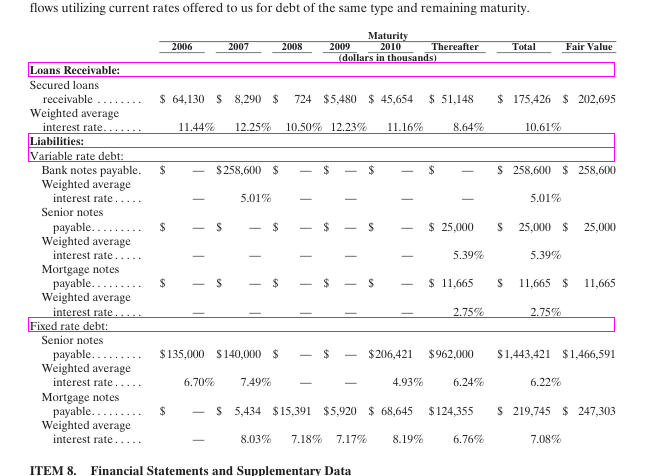 flows utilizing current rates offered to us for debt of the same type and remaining maturity.
Maturity
2006 2007 2008 2009 2010 Thereafter Total Fair Value
(dollars in thousands)
Loans Receivable:
Secured loans
receivable ........ $ 64,130 $ 8,290 $ 724 $5,480 $ 45,654 $ 51,148 $ 175,426 $ 202,695
Weighted average
interest rate....... 11.44% 12.25% 10.50% 12.23% 11.16% 8.64% 10.61%
Liabilities:
Variable rate debt:
Bank notes payable. $ — $258,600 $ — $ — $ — $ — $ 258,600 $ 258,600
Weighted average
interest rate..... — 5.01% — — — — 5.01%
Senior notes
payable......... $ — $ — $ — $ — $ — $ 25,000 $ 25,000 $ 25,000
Weighted average
interest rate..... — — — — — 5.39% 5.39%
Mortgage notes
payable......... $ — $ — $ — $ — $ — $ 11,665 $ 11,665 $ 11,665
Weighted average
interest rate..... — — — — — 2.75% 2.75%
Fixed rate debt:
Senior notes
payable......... $135,000 $140,000 $ — $ — $206,421 $962,000 $1,443,421 $1,466,591
Weighted average
interest rate..... 6.70% 7.49% — — 4.93% 6.24% 6.22%
Mortgage notes
payable......... $ — $ 5,434 $15,391 $5,920 $ 68,645 $124,355 $ 219,745 $ 247,303
Weighted average
interest rate..... — 8.03% 7.18% 7.17% 8.19% 6.76% 7.08%
ITEM 8. Financial Statements and Supplementary Data